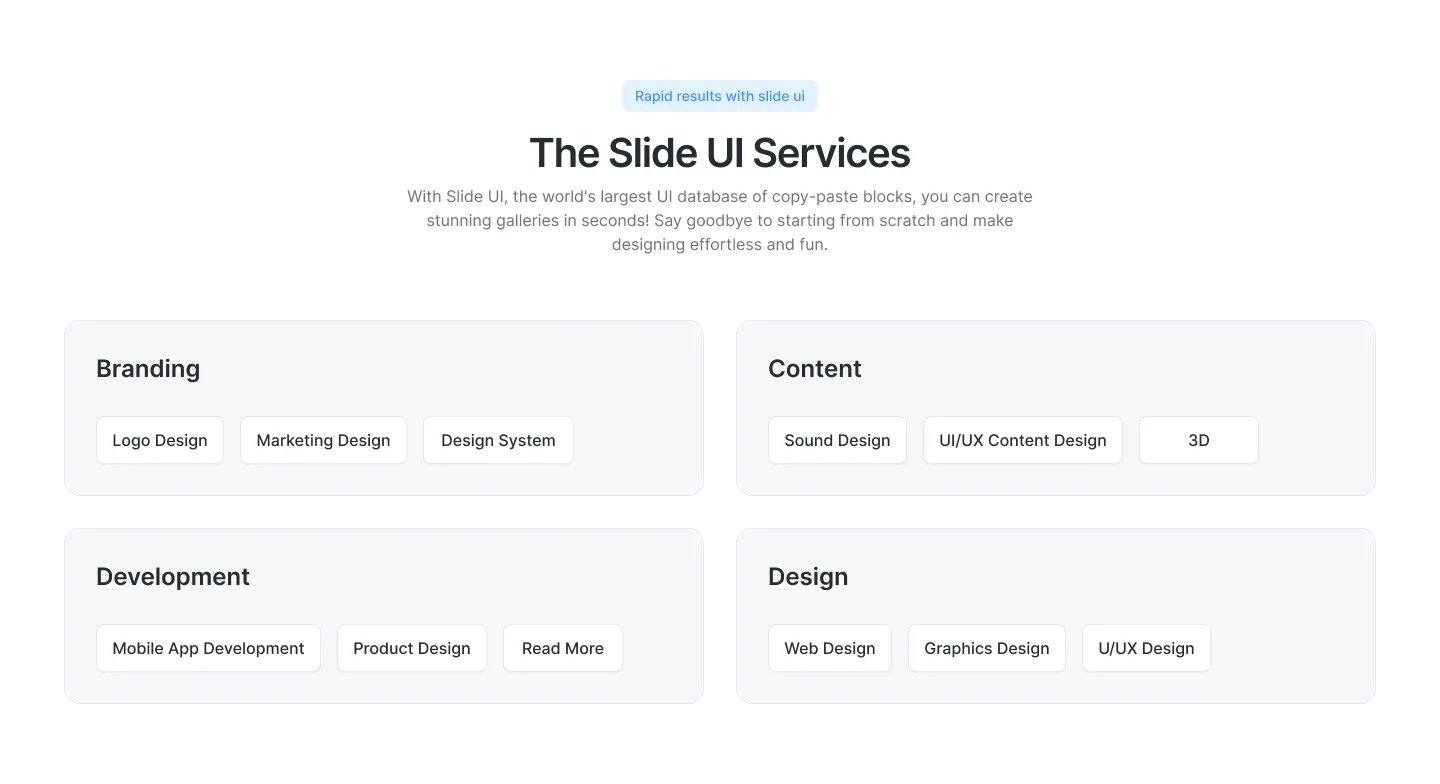 Rapid results with slide ui
The Slide UI Services
With Slide UI, the world's largest UI database of copy-paste blocks, you can create
stunning galleries in seconds! Say goodbye to starting from scratch and make
designing effortless and fun.
Branding
Logo Design
Marketing Design
Design System
Content
Sound Design
UI/UX Content Design
3D
Development
Mobile App Development
Product Design
Read More
Design
Web Design
Graphics Design
U/UX Design